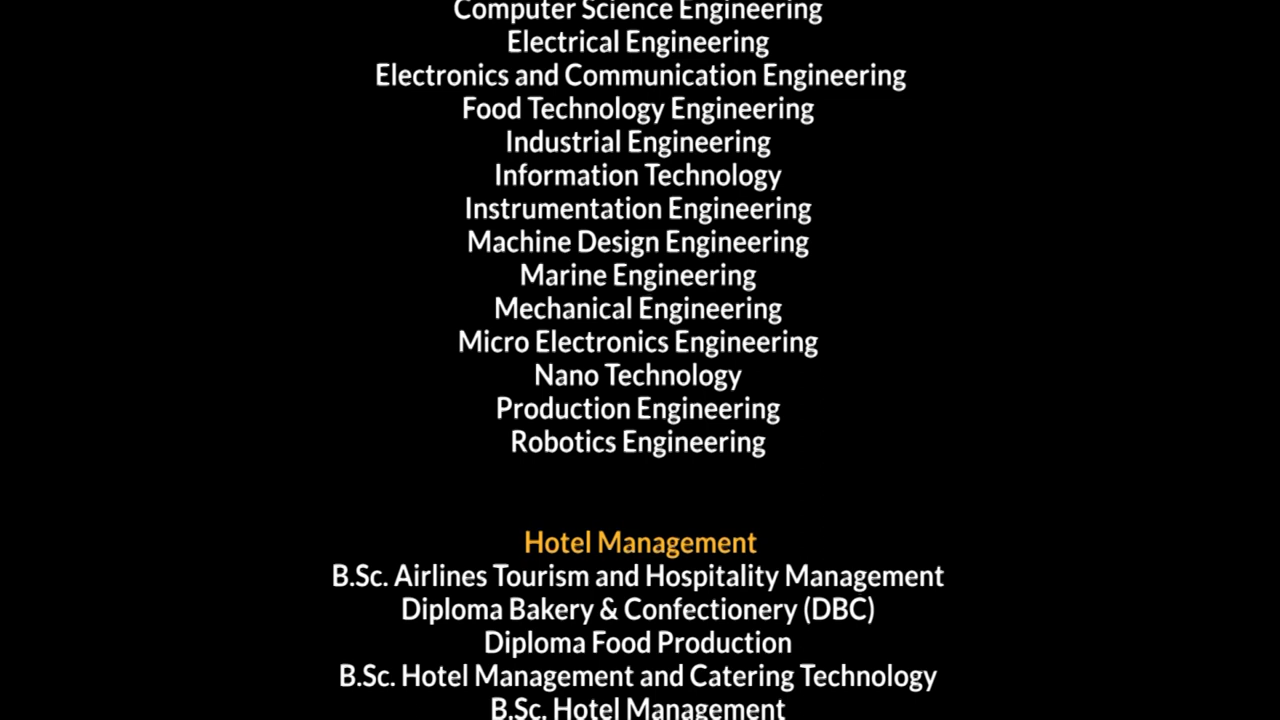 Computer Science Engineering
Electrical Engineering
Electronics and Communication Engineering
Food Technology Engineering
Industrial Engineering
Information Technology
Instrumentation Engineering
Machine Design Engineering
Marine Engineering
Mechanical Engineering
Micro Electronics Engineering
Nano Technology
Production Engineering
Robotics Engineering
Hotel Management
B.Sc. Airlines Tourism and Hospitality Management
Diploma Bakery & Confectionery (DBC)
Diploma Food Production
B.Sc. Hotel Management and Catering Technology
B.Sc. Hotel Management